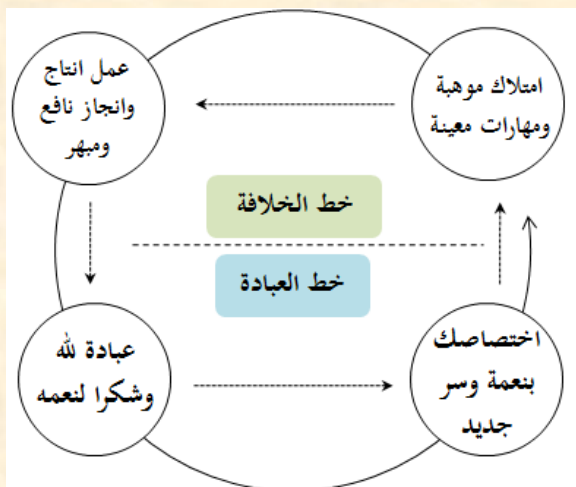 امتلاك موهبة
ومهارات معينة
عمل انتاج
وانجاز نافع
ومبهر
خط الخلافة
خط العبادة
عبادة لله
وشكرا لنعمه
اختصاصك
بنعمة وسر
جديد